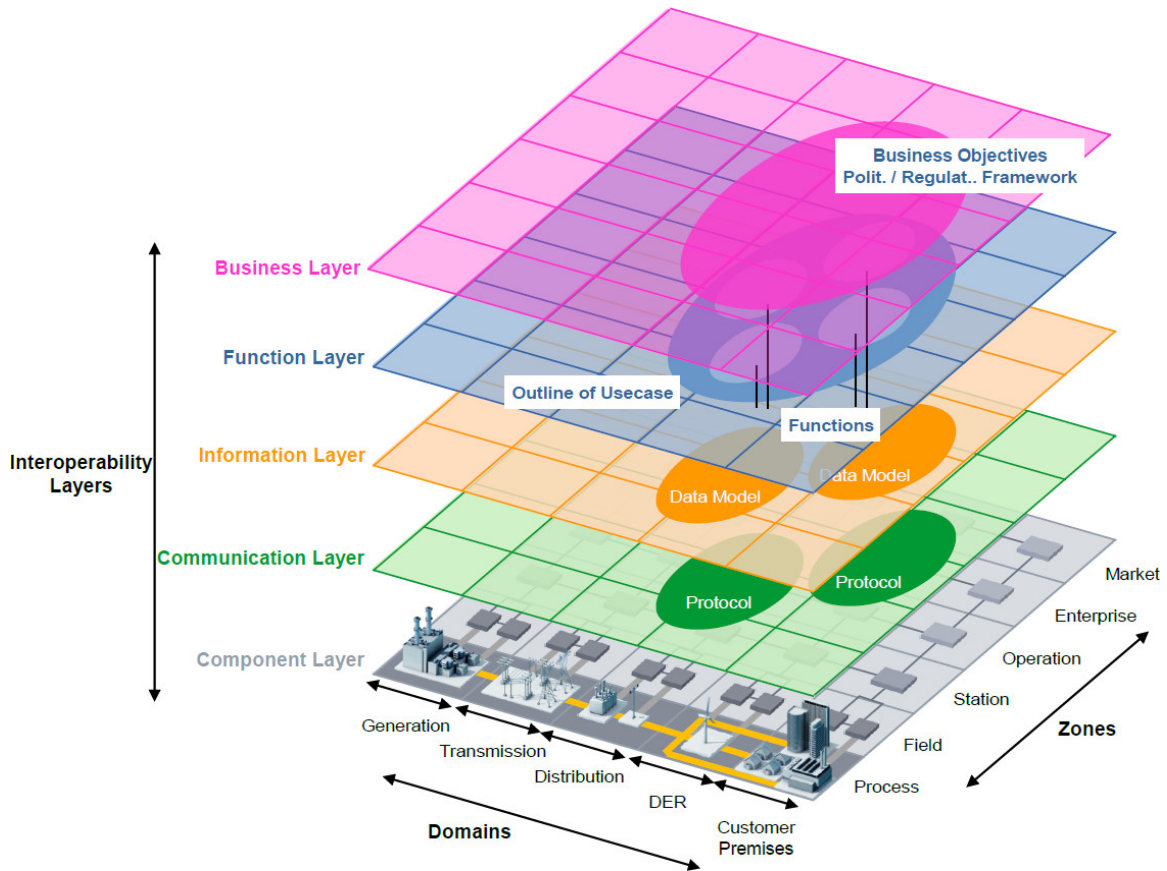 Business Objectives
Polit. / Regulat.. Framework
Business Layer
Function Layer
Outline of Usecase
Functions
Information Layer
Data Model
Data Model
Interoperability
Layers
Communication Layer
Protocol
Protocol
Component Layer
Market
Enterprise
Operation
Station
Field
Process
Zones
Generation
Transmission
Distribution
DER
Customer
Premises
Domains